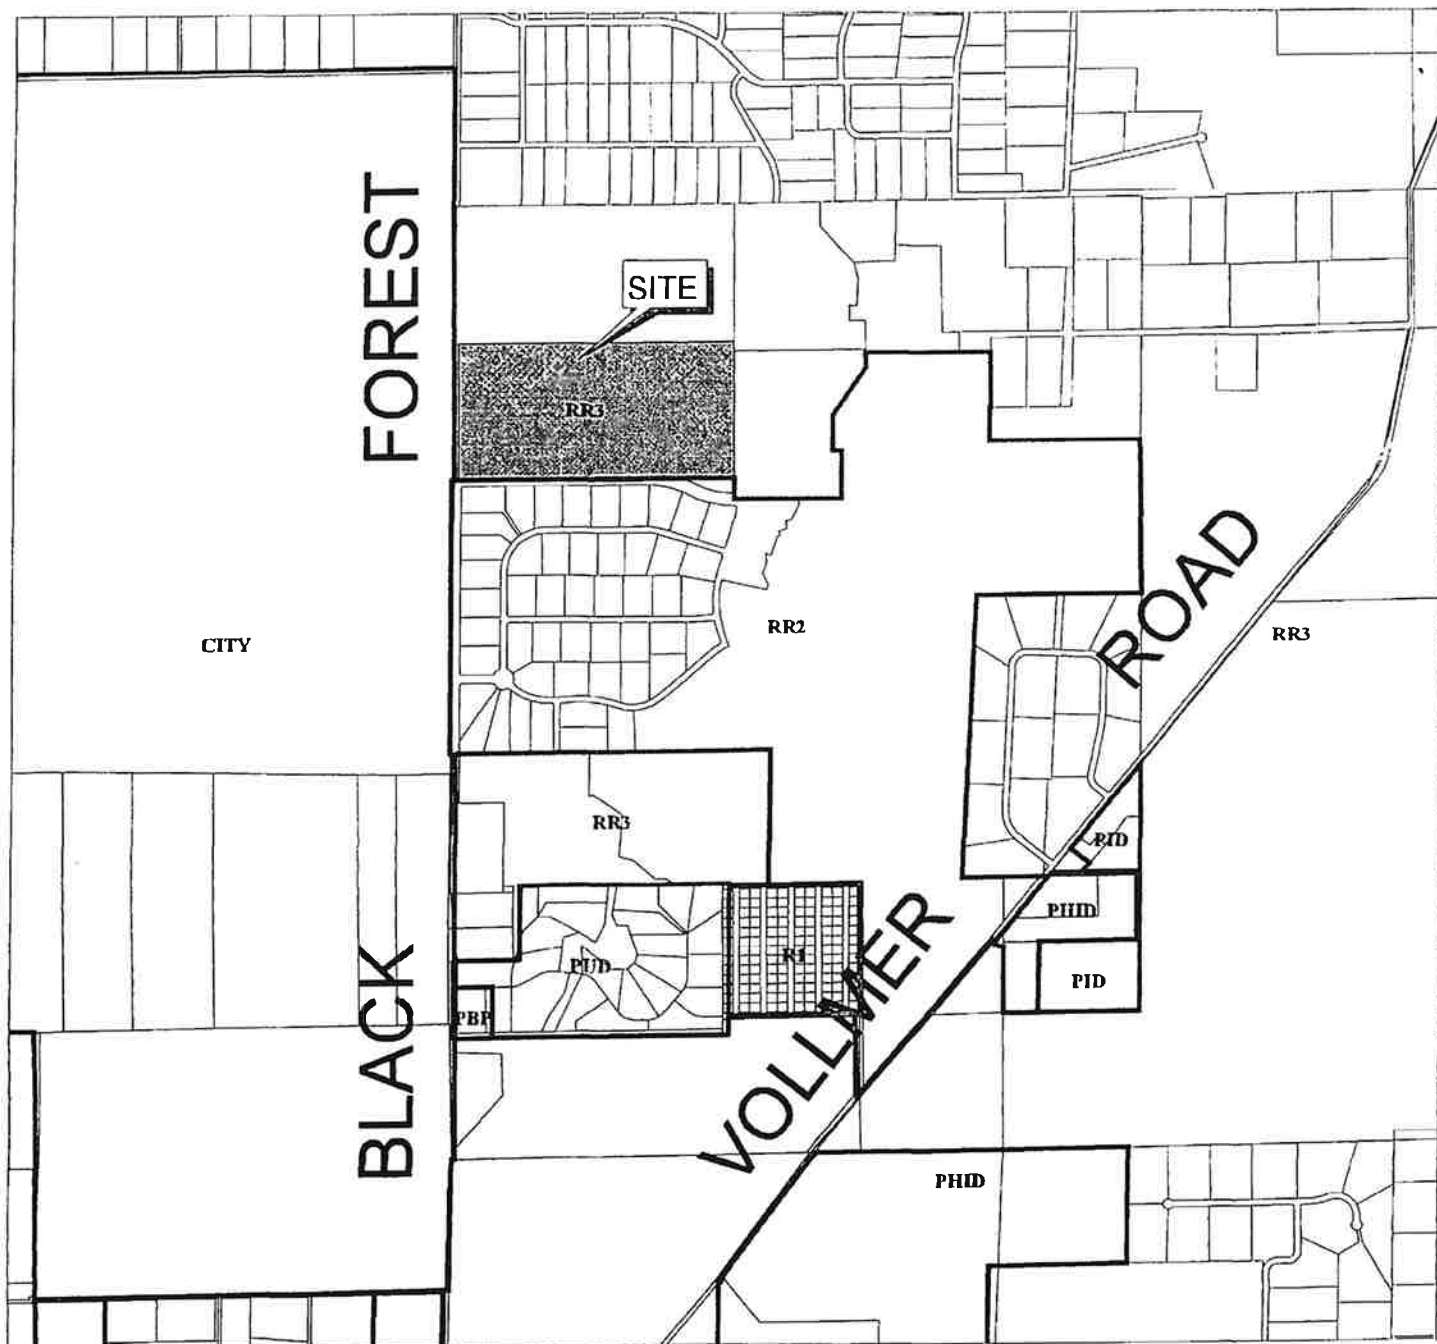 FOREST
SITE
RR3
CITY
RR2
ROAD
RR3
RR3
PID
PHID
PUD
R1
PID
PBP
BLACK
VOLLMER
PHID